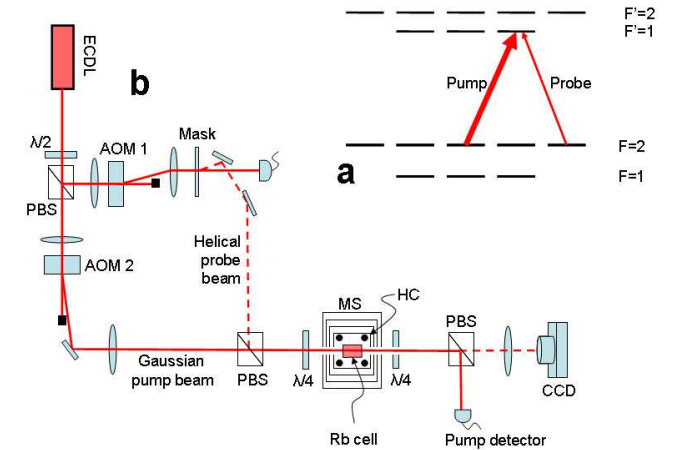 F'=2
F'=1
Pump
Probe
F=2
F=1
a
b
ECDL
λ/2
AOM 1
Mask
PBS
AOM 2
Helical
probe
beam
Gaussian
pump beam
PBS
λ/4
MS
HC
λ/4
PBS
CCD
Rb cell
Pump detector